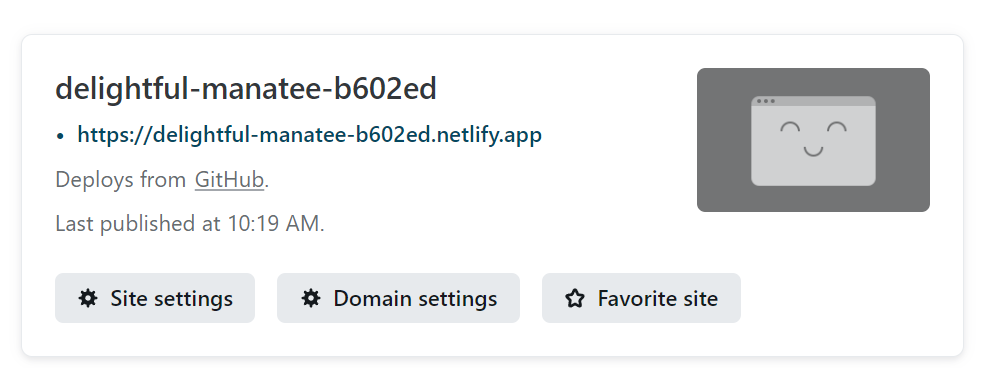 delightful-manatee-b602ed
• https://delightful-manatee-b602ed.netlify.app
Deploys from GitHub.
Last published at 10:19 AM.
Site settings
Domain settings
Favorite site